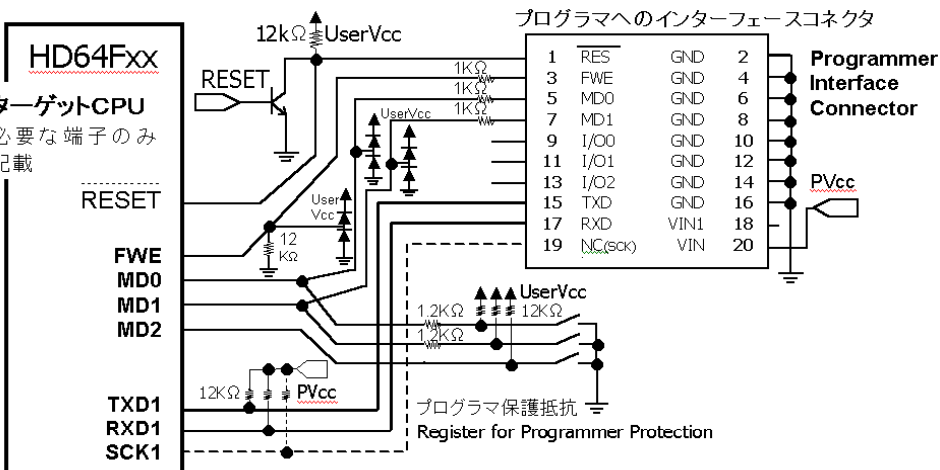 プログラマへのインターフェースコネクタ
12kΩ UserVcc
HD64Fxx
RESET
ターゲットCPU
必要な端子のみ
記載
1KΩ
1KΩ
1KΩ
UserVcc
1 RES GND 2
3 FWE GND 4
5 MD0 GND 6
7 MD1 GND 8
9 I/O0 GND 10
11 I/O1 GND 12
13 I/O2 GND 14
15 TXD GND 16
17 RXD VIN1 18
19 NC(SCK) VIN 20
Programmer
Interface
Connector
PVcc
RESET
User
Vcc
12
KΩ
FWE
MD0
MD1
MD2
UserVcc
1.2KΩ
12KΩ
1.2KΩ
12KΩ
PVcc
TXD1
RXD1
SCK1
プログラマ保護抵抗
Register for Programmer Protection